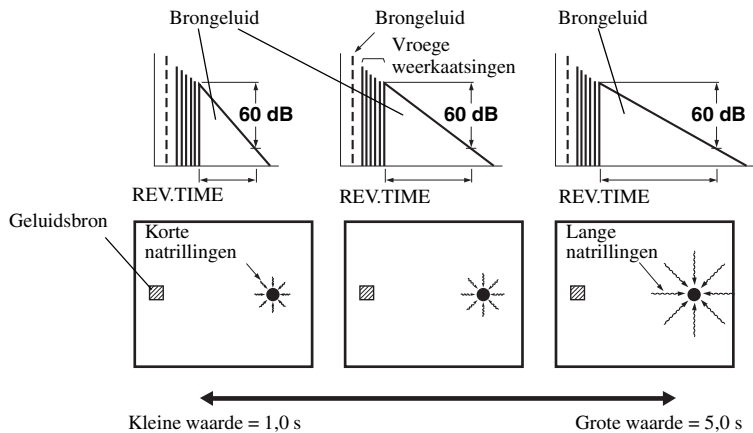 Brongeluid
Brongeluid
Brongeluid
Vroege
weerkaatsingen
60 dB
60 dB
60 dB
REV.TIME
REV.TIME
REV.TIME
Geluidsbron
Korte
natrillingen
Lange
natrillingen
Kleine waarde = 1,0 s
Grote waarde = 5,0 s